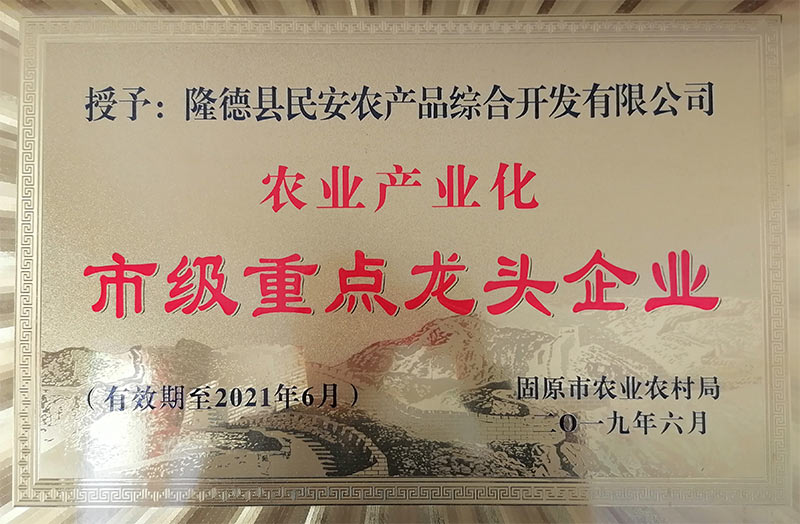 授予：隆德县民安农产品综合开发有限公司
农业产业化
市级重点龙头企业
（有效期至2021年6月）
固原市农业农村局
二O一九年六月